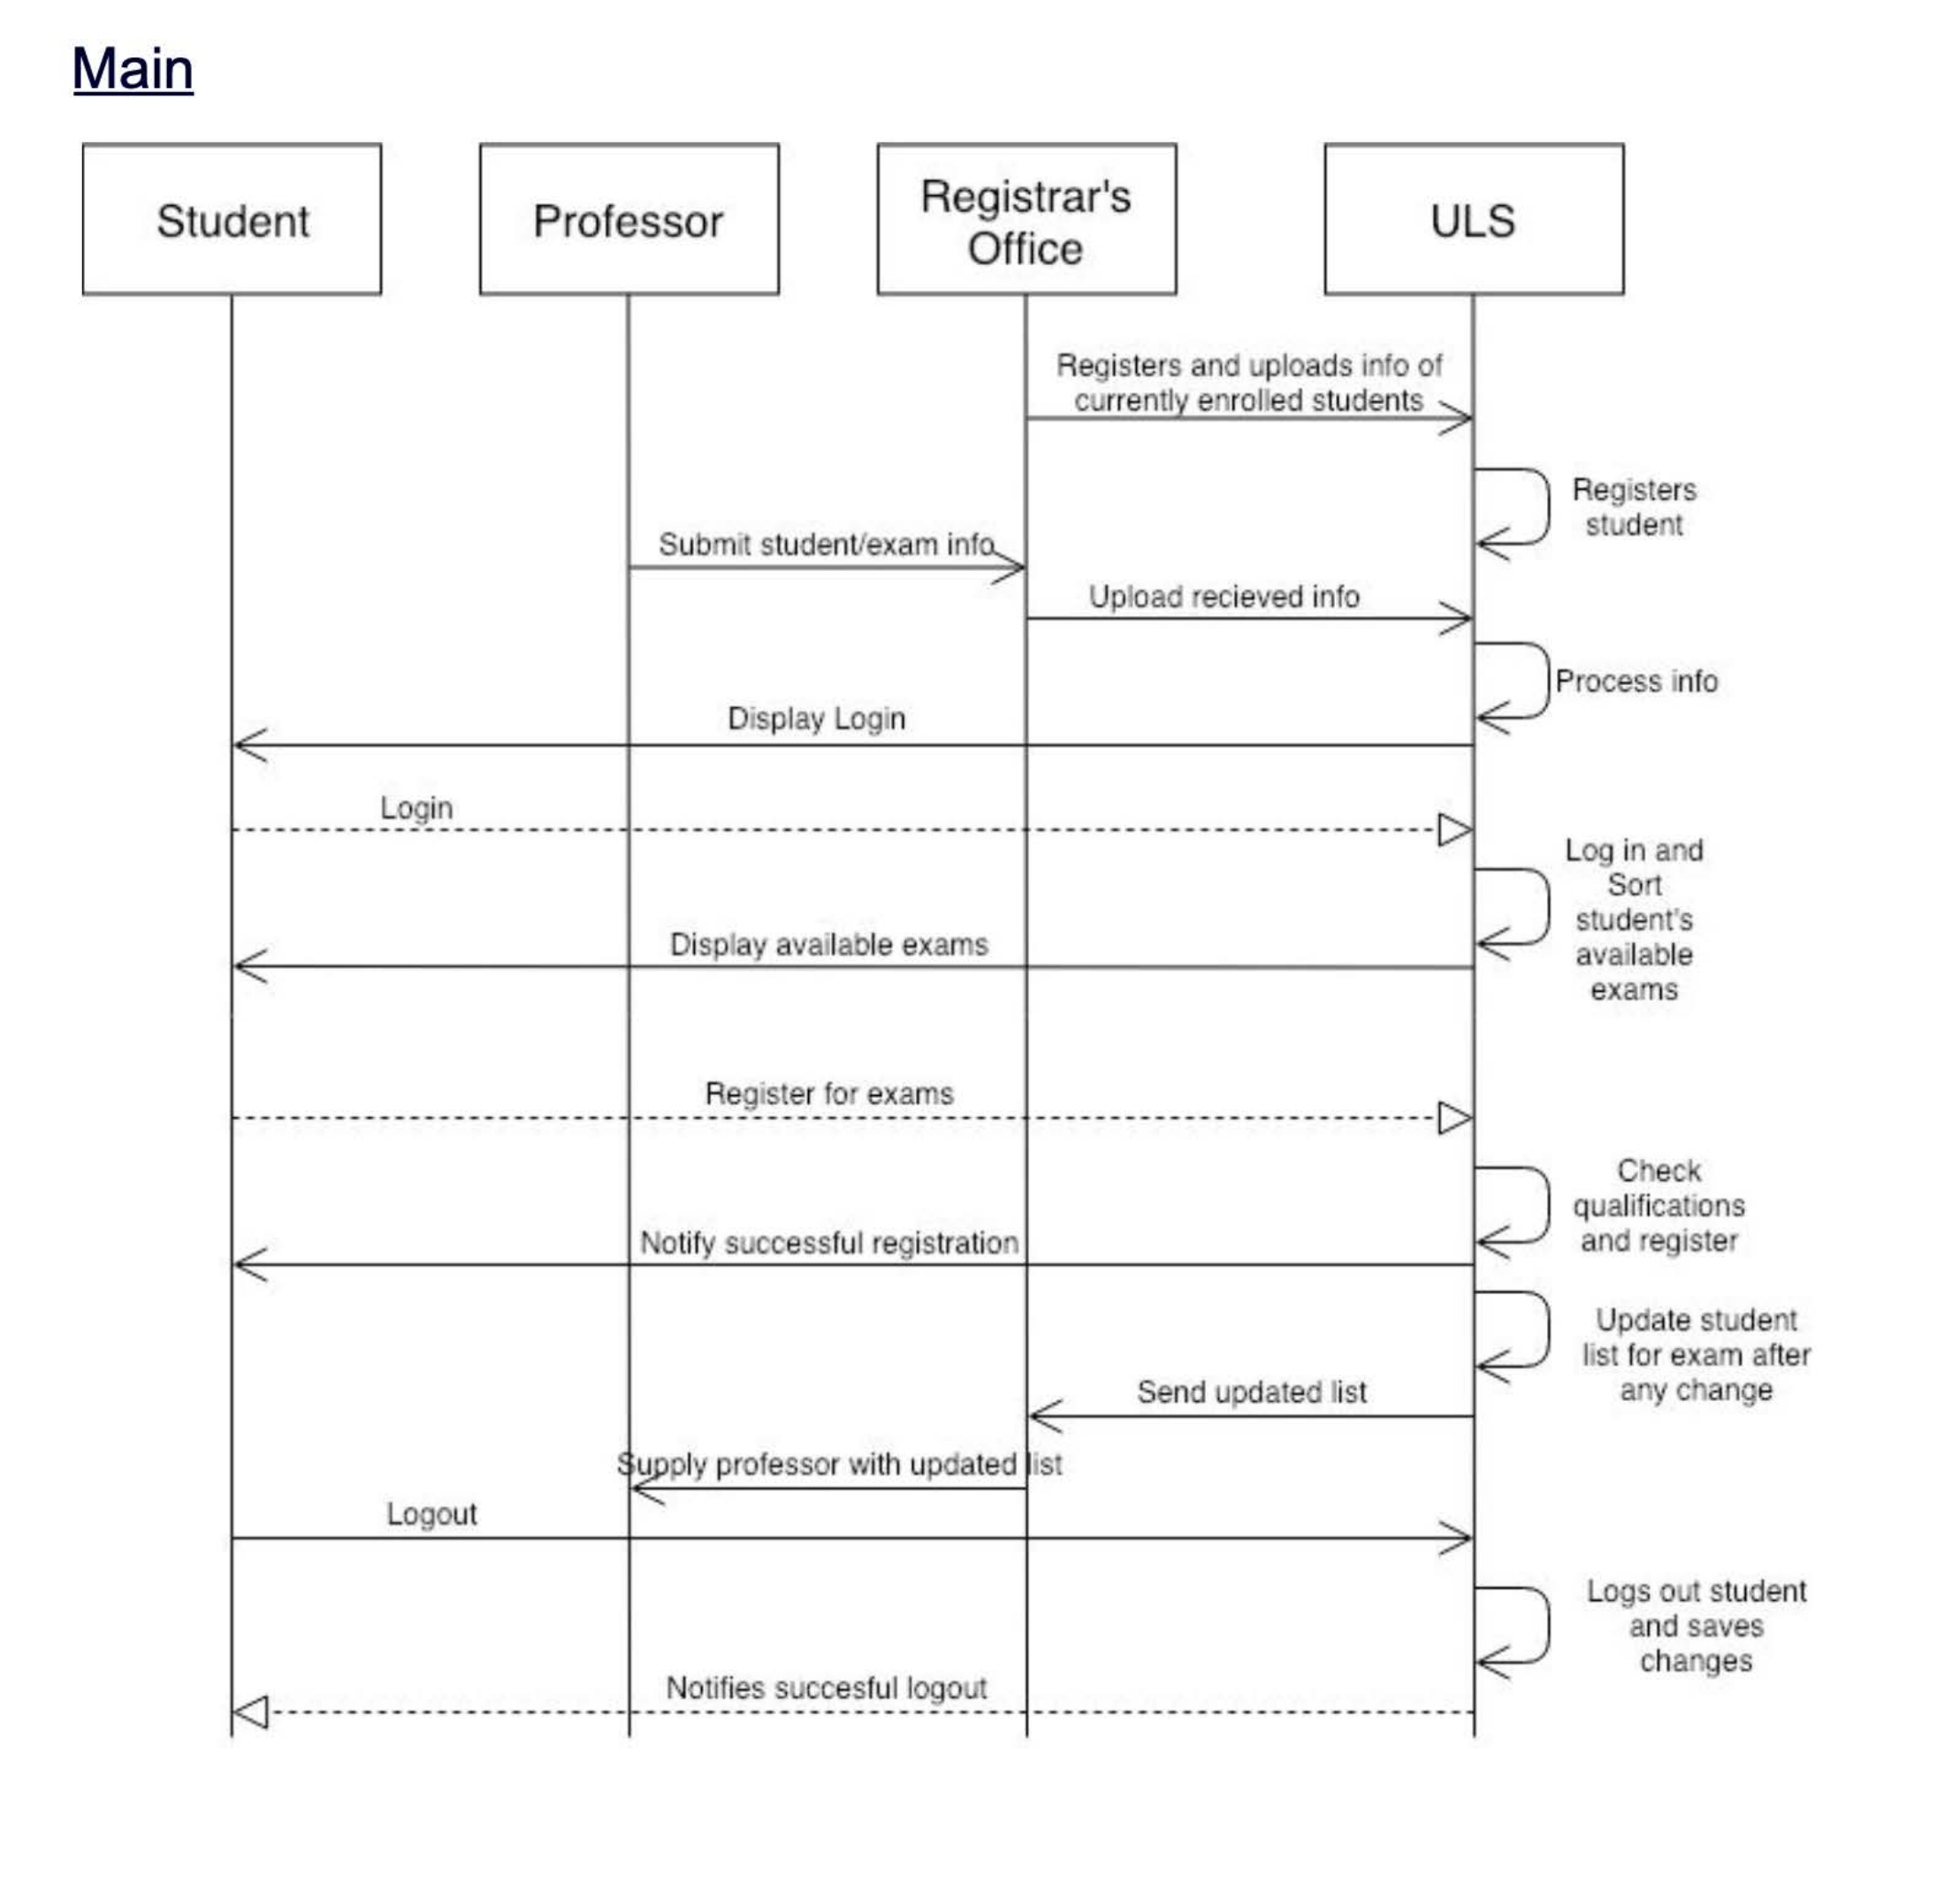 Main
Student
Professor
Registrar's
Office
ULS
Registers and uploads info of
currently enrolled students
Registers
student
Submit student/exam info
Upload recieved info
Process info
Display Login
Login
Log in and
Sort
student's
available
exams
Display available exams
Register for exams
Check
qualifications
and register
Notify successful registration
Update student
list for exam after
any change
Send updated list
Supply professor with updated list
Logout
Logs out student
and saves
changes
Notifies succesful logout